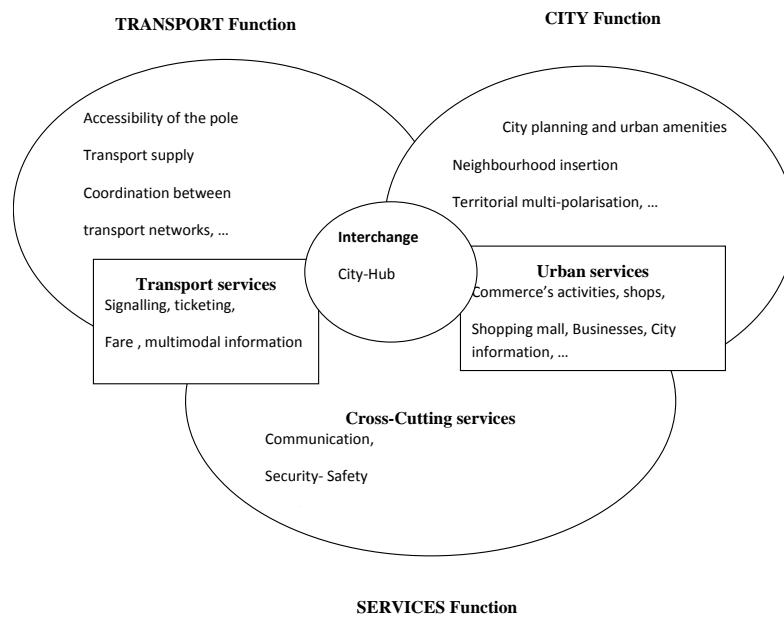 TRANSPORT Function
CITY Function
Accessibility of the pole
Transport supply
Coordination between
transport networks, ...
City planning and urban amenities
Neighbourhood insertion
Territorial multi-polarisation, ...
Interchange
City-Hub
Transport services
Signalling, ticketing,
Fare , multimodal information
Urban services
Commerce's activities, shops,
Shopping mall, Businesses, City
information, ...
Cross-Cutting services
Communication,
Security- Safety
SERVICES Function